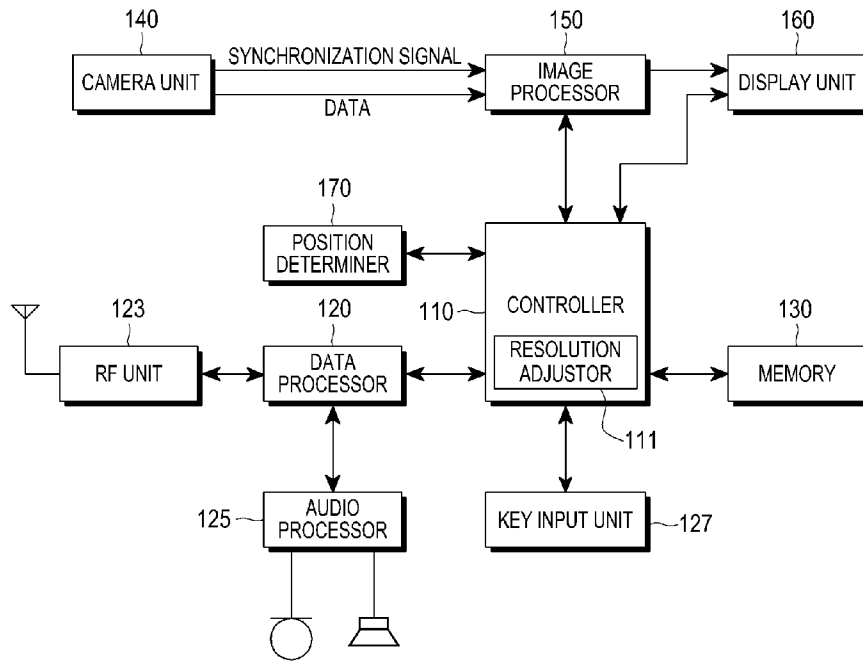 140
150
160
CAMERA UNIT
SYNCHRONIZATION SIGNAL
DATA
IMAGE
PROCESSOR
DISPLAY UNIT
170
POSITION
DETERMINER
110
CONTROLLER
RESOLUTION
ADJUSTOR
111
123
RF UNIT
120
DATA
PROCESSOR
130
MEMORY
125
AUDIO
PROCESSOR
KEY INPUT UNIT
127